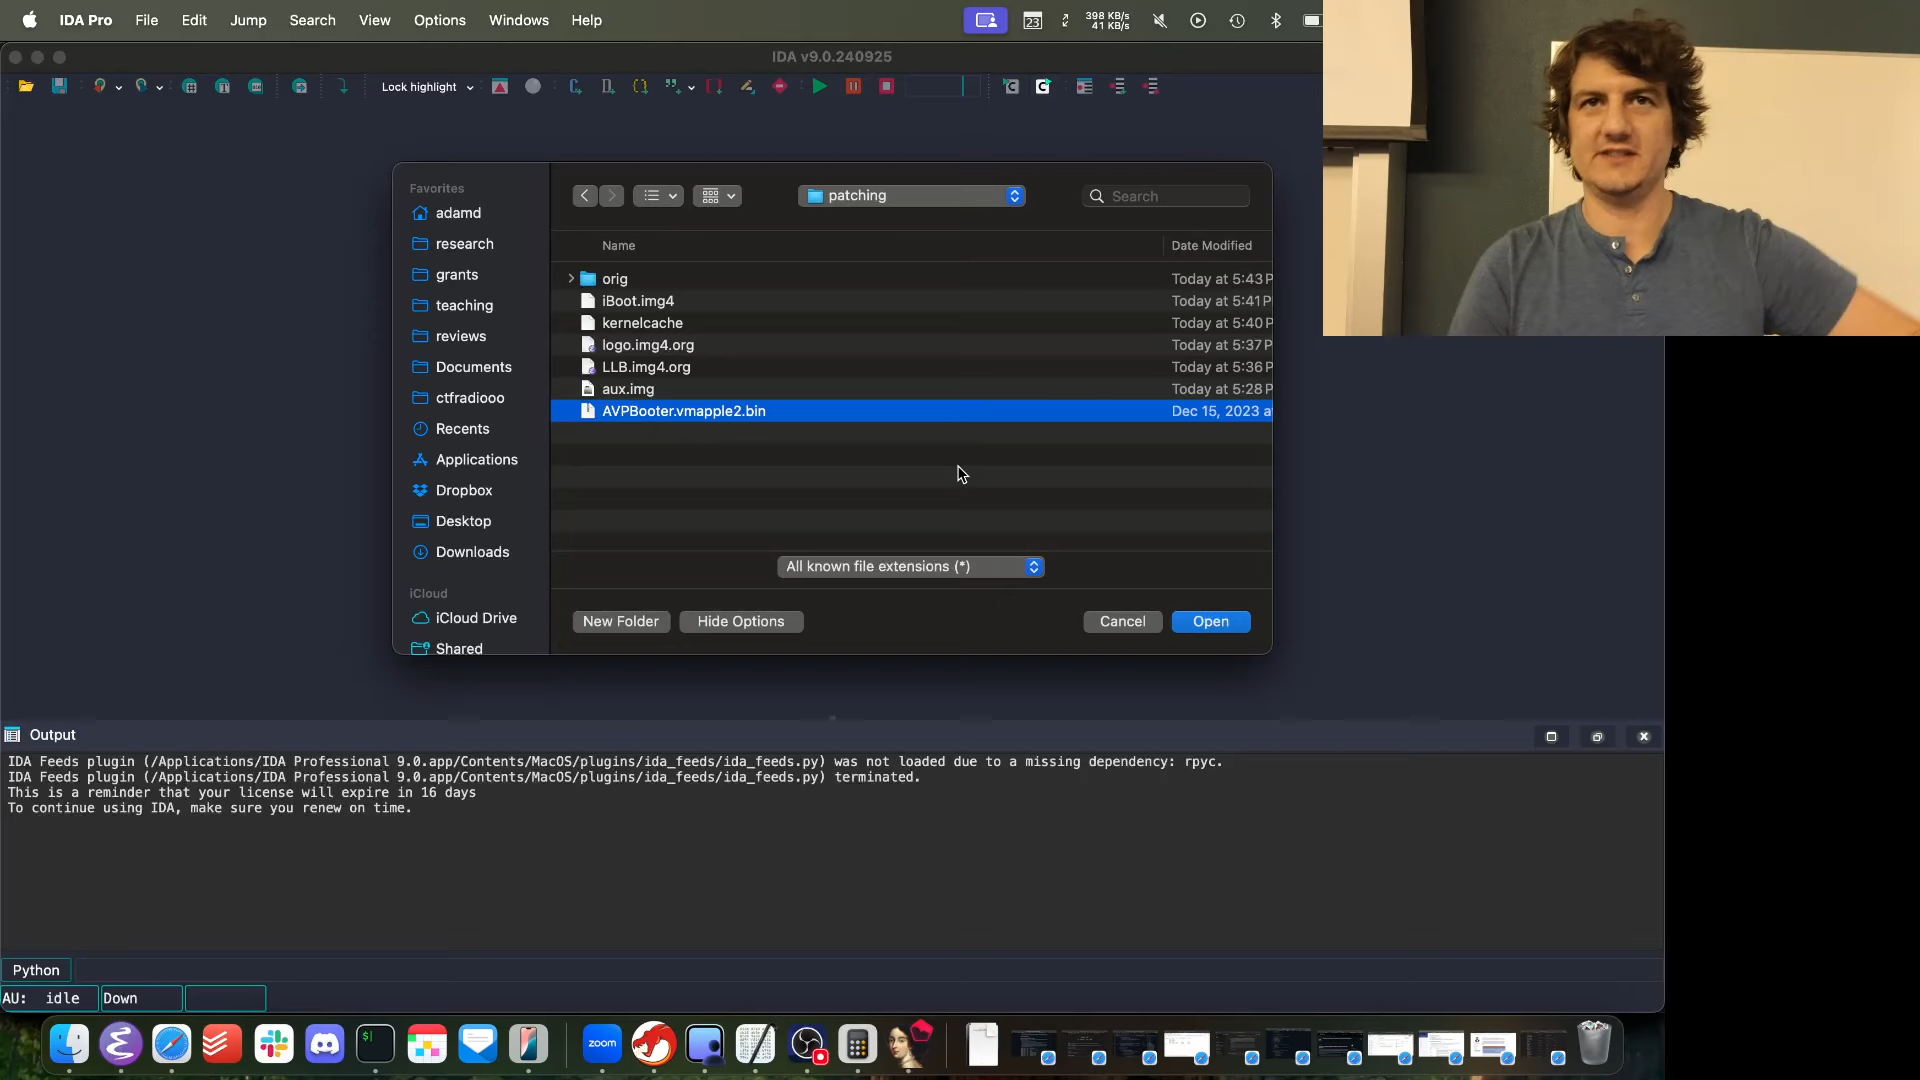 IDA Pro File Edit Jump Search View Options Windows Help 23 398 KB/s
41 KB/s
IDA v9.0.240925
Lock highlight
Favorites
adamd
research
grants
teaching
reviews
Documents
ctfradiooo
Recents
Applications
Dropbox
Desktop
Downloads
iCloud
iCloud Drive
Shared
patching
Search
Name Date Modified
orig Today at 5:43 P
iBoot.img4 Today at 5:41 P
kernelcache Today at 5:40 P
logo.img4.org Today at 5:37 P
LLB.img4.org Today at 5:36 P
aux.img Today at 5:28 P
AVPBooter.vmapple2.bin Dec 15, 2023 a
All known file extensions (*)
New Folder Hide Options Cancel Open
Output
IDA Feeds plugin (/Applications/IDA Professional 9.0.app/Contents/MacOS/plugins/ida_feeds/ida_feeds.py) was not loaded due to a missing dependency: rpyc.
IDA Feeds plugin (/Applications/IDA Professional 9.0.app/Contents/MacOS/plugins/ida_feeds/ida_feeds.py) terminated.
This is a reminder that your license will expire in 16 days
To continue using IDA, make sure you renew on time.
Python
AU: idle Down
zoom